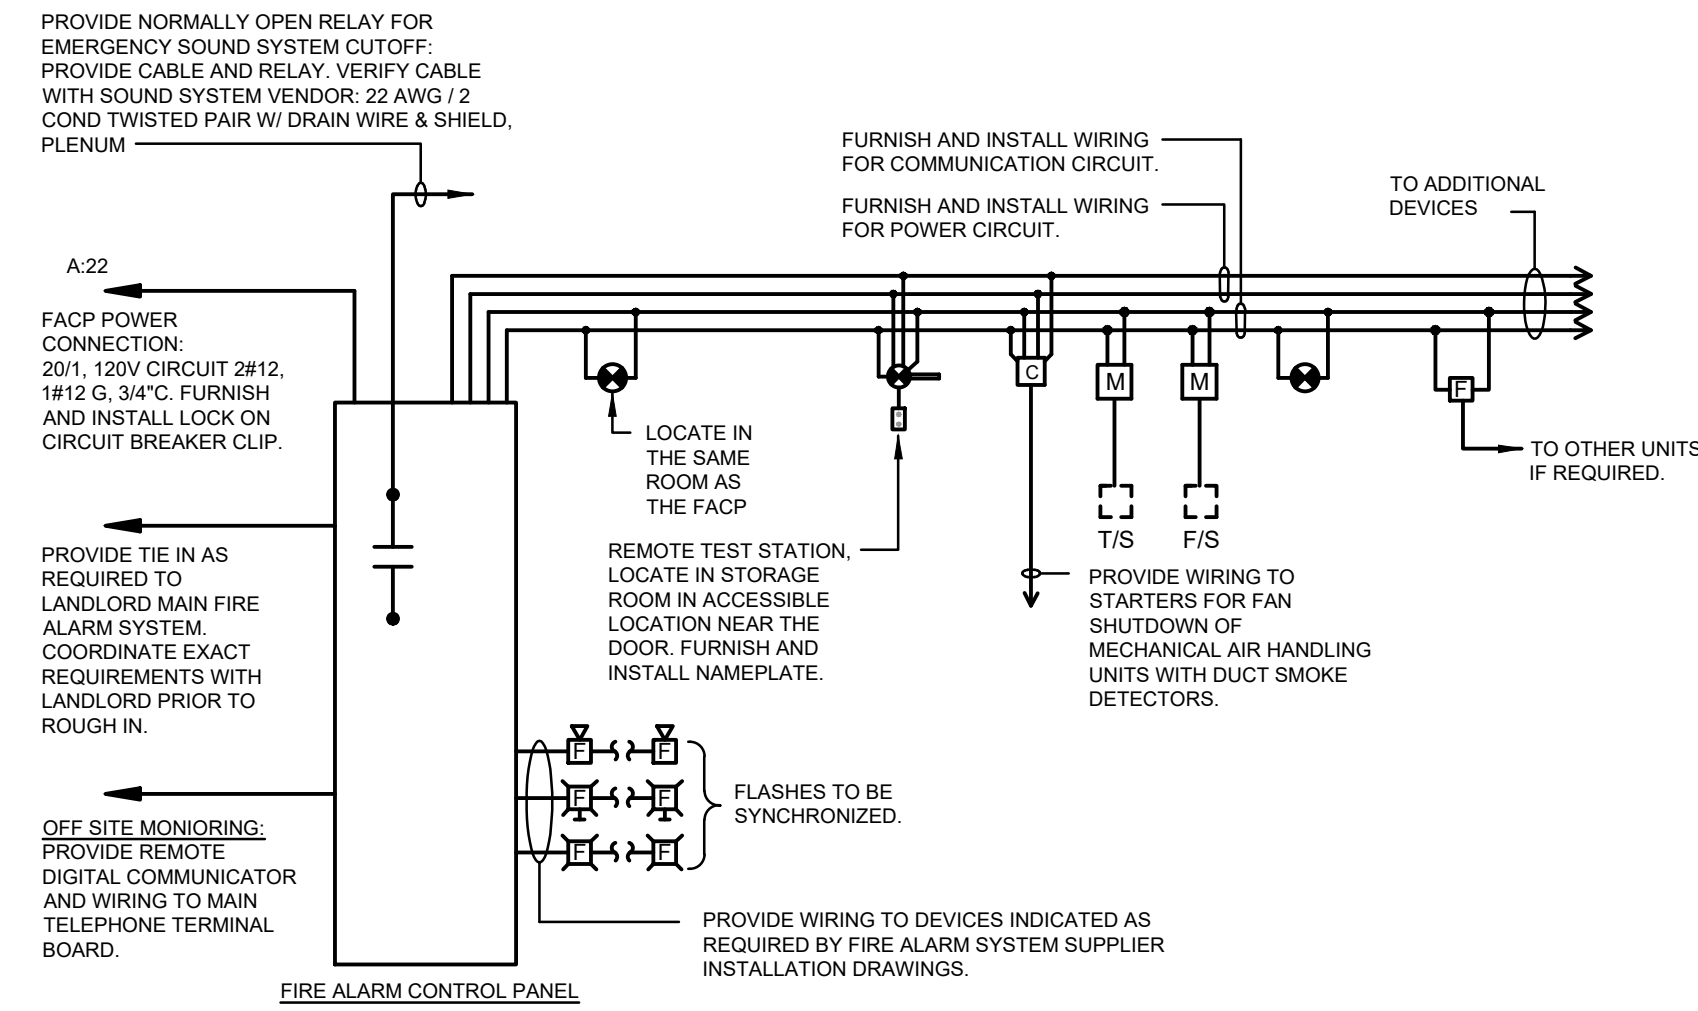 PROVIDE NORMALLY OPEN RELAY FOR
EMERGENCY SOUND SYSTEM CUTOFF:
PROVIDE CABLE AND RELAY. VERIFY CABLE
WITH SOUND SYSTEM VENDOR: 22 AWG / 2
COND TWISTED PAIR W/ DRAIN WIRE & SHIELD,
PLENUM
FURNISH AND INSTALL WIRING
FOR COMMUNICATION CIRCUIT.
FURNISH AND INSTALL WIRING
FOR POWER CIRCUIT.
TO ADDITIONAL
DEVICES
A:22
FACP POWER
CONNECTION:
20/1, 120V CIRCUIT 2#12,
1#12 G, 3/4"C. FURNISH
AND INSTALL LOCK ON
CIRCUIT BREAKER CLIP.
C
M
M
F
LOCATE IN
THE SAME
ROOM AS
THE FACP
TO OTHER UNITS
IF REQUIRED.
T/S
F/S
REMOTE TEST STATION,
LOCATE IN STORAGE
ROOM IN ACCESSIBLE
LOCATION NEAR THE
DOOR. FURNISH AND
INSTALL NAMEPLATE.
PROVIDE WIRING TO
STARTERS FOR FAN
SHUTDOWN OF
MECHANICAL AIR HANDLING
UNITS WITH DUCT SMOKE
DETECTORS.
PROVIDE TIE IN AS
REQUIRED TO
LANDLORD MAIN FIRE
ALARM SYSTEM.
COORDINATE EXACT
REQUIREMENTS WITH
LANDLORD PRIOR TO
ROUGH IN.
F F
F F
F F
FLASHES TO BE
SYNCHRONIZED.
OFF SITE MONIORING:
PROVIDE REMOTE
DIGITAL COMMUNICATOR
AND WIRING TO MAIN
TELEPHONE TERMINAL
BOARD.
PROVIDE WIRING TO DEVICES INDICATED AS
REQUIRED BY FIRE ALARM SYSTEM SUPPLIER
INSTALLATION DRAWINGS.
FIRE ALARM CONTROL PANEL